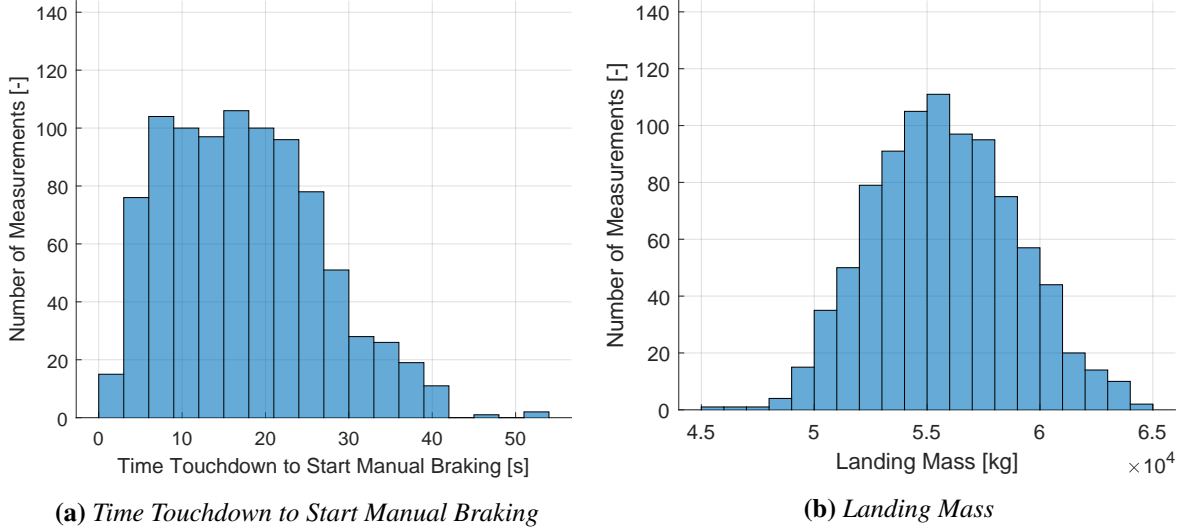 140
120
100
80
60
40
20
0
Number of Measurements [-]
0 10 20 30 40 50
Time Touchdown to Start Manual Braking [s]
(a) Time Touchdown to Start Manual Braking
140
120
100
80
60
40
20
0
Number of Measurements [-]
4.5 5 5.5 6 6.5
Landing Mass [kg]
×10⁴
(b) Landing Mass